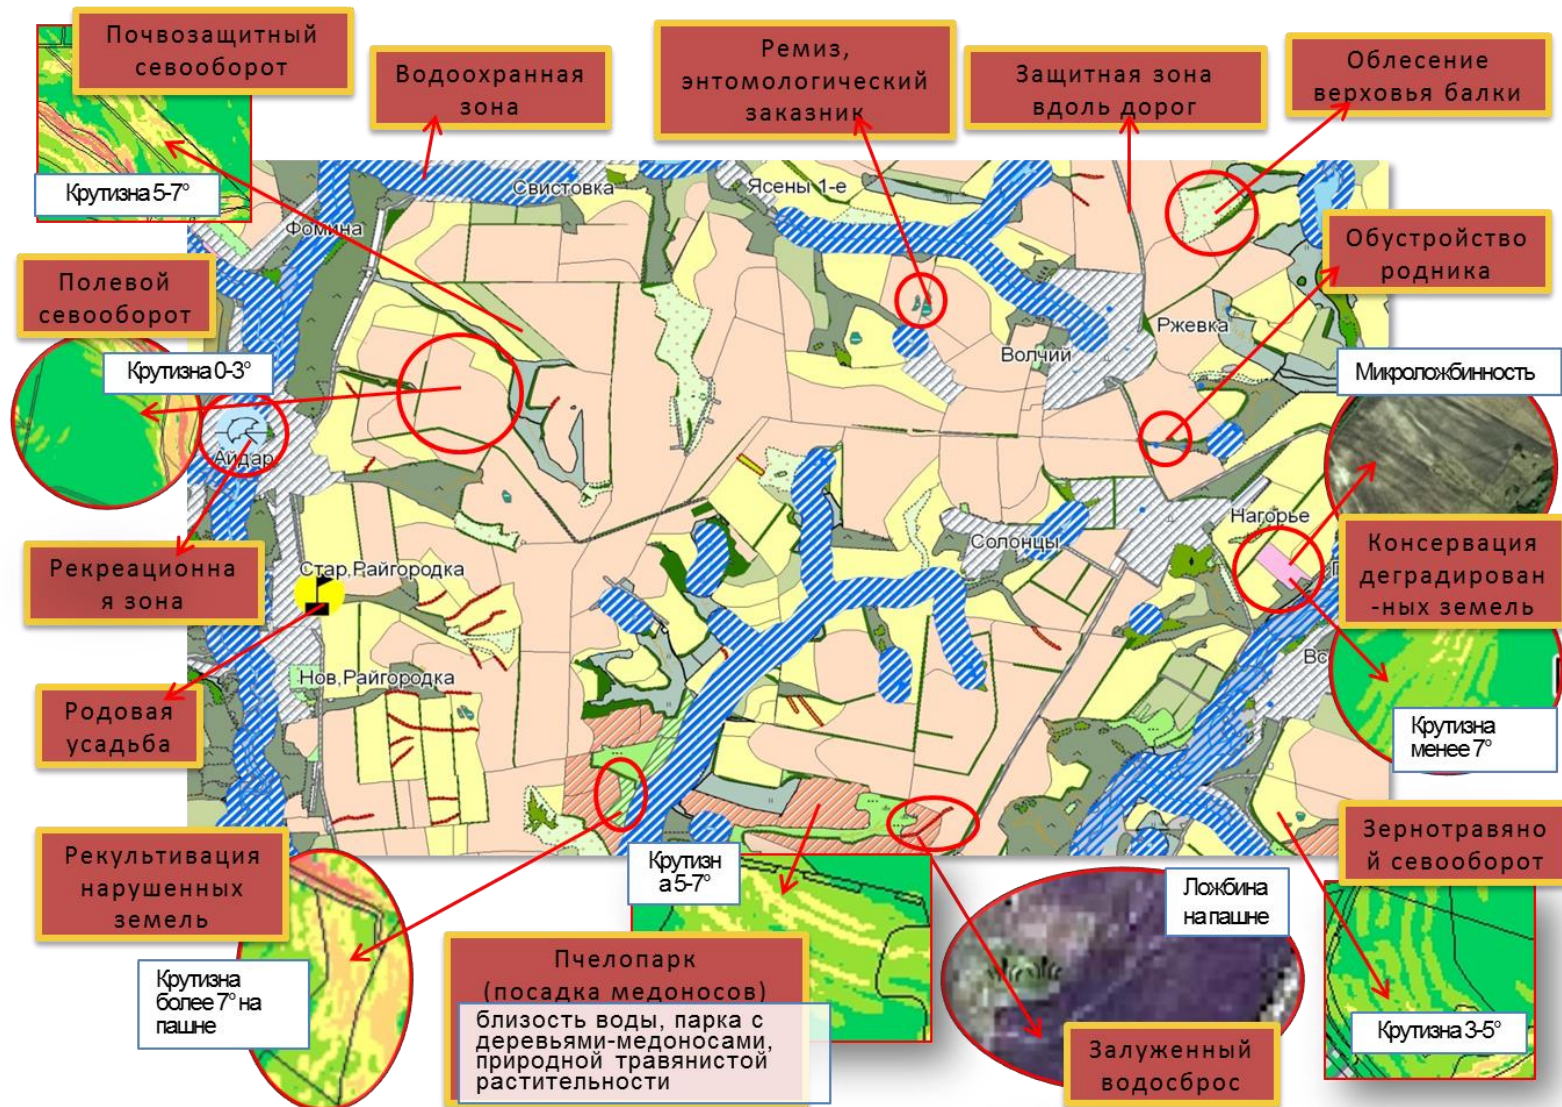 Почвозащитный
севооборот
Крутизна 5-7°
Водоохранная
зона
Ремиз,
энтомологический
заказник
Защитная зона
вдоль дорог
Облесение
верховья балки
Свистовка
Ясены 1-е
Фомина
Обустройство
родника
Полевой
севооборот
Крутизна 0-3°
Ржевка
Волчий
Микроложбинность
Айдар
Нагорье
Солонцы
Рекреационна
я зона
Стар,Райгородка
Консервация
деградирован
-ных земель
Нов,Райгородка
Вс
Родовая
усадьба
Крутизна
менее 7°
Рекультивация
нарушенных
земель
Крутизна
более 7° на
пашне
Крутизн
а 5-7°
Пчелопарк
(посадка медоносов)
близость воды, парка с
деревьями-медоносами,
природной травянистой
растительности
Ложбина
на пашне
Залуженный
водосброс
Зернотравяно
й севооборот
Крутизна 3-5°